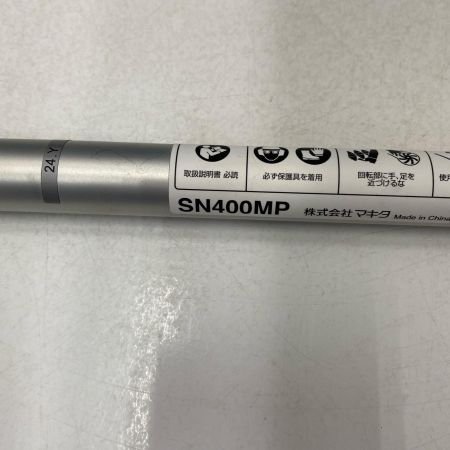 24.Y
取扱説明書 必読
必ず保護具を着用
回転部に手、足を
近づけるな
使用
SN400MP 株式会社 マキタ Made in China